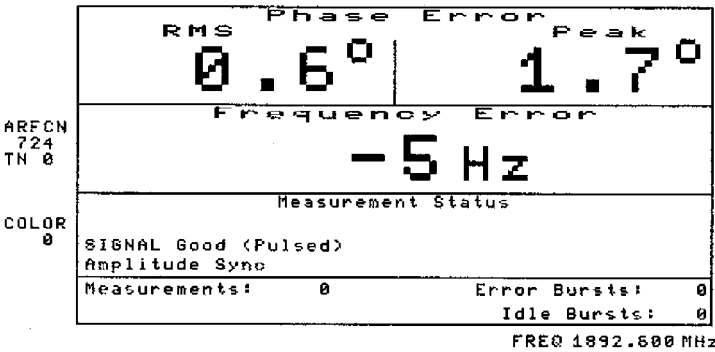 Phase Error
RMS Peak
0.6° 1.7°
Frequency Error
ARFCN
724
TN 0
-5 Hz
Measurement Status
COLOR
0
SIGNAL Good (Pulsed)
Amplitude Sync
Measurements: 0 Error Bursts: 0
Idle Bursts: 0
FREQ 1892.600 MHz